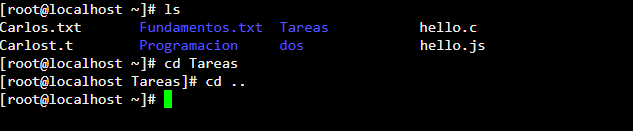 [root@localhost ~]# ls
Carlos.txt Fundamentos.txt Tareas hello.c
Carlost.t Programacion dos hello.js
[root@localhost ~]# cd Tareas
[root@localhost Tareas]# cd ..
[root@localhost ~]#